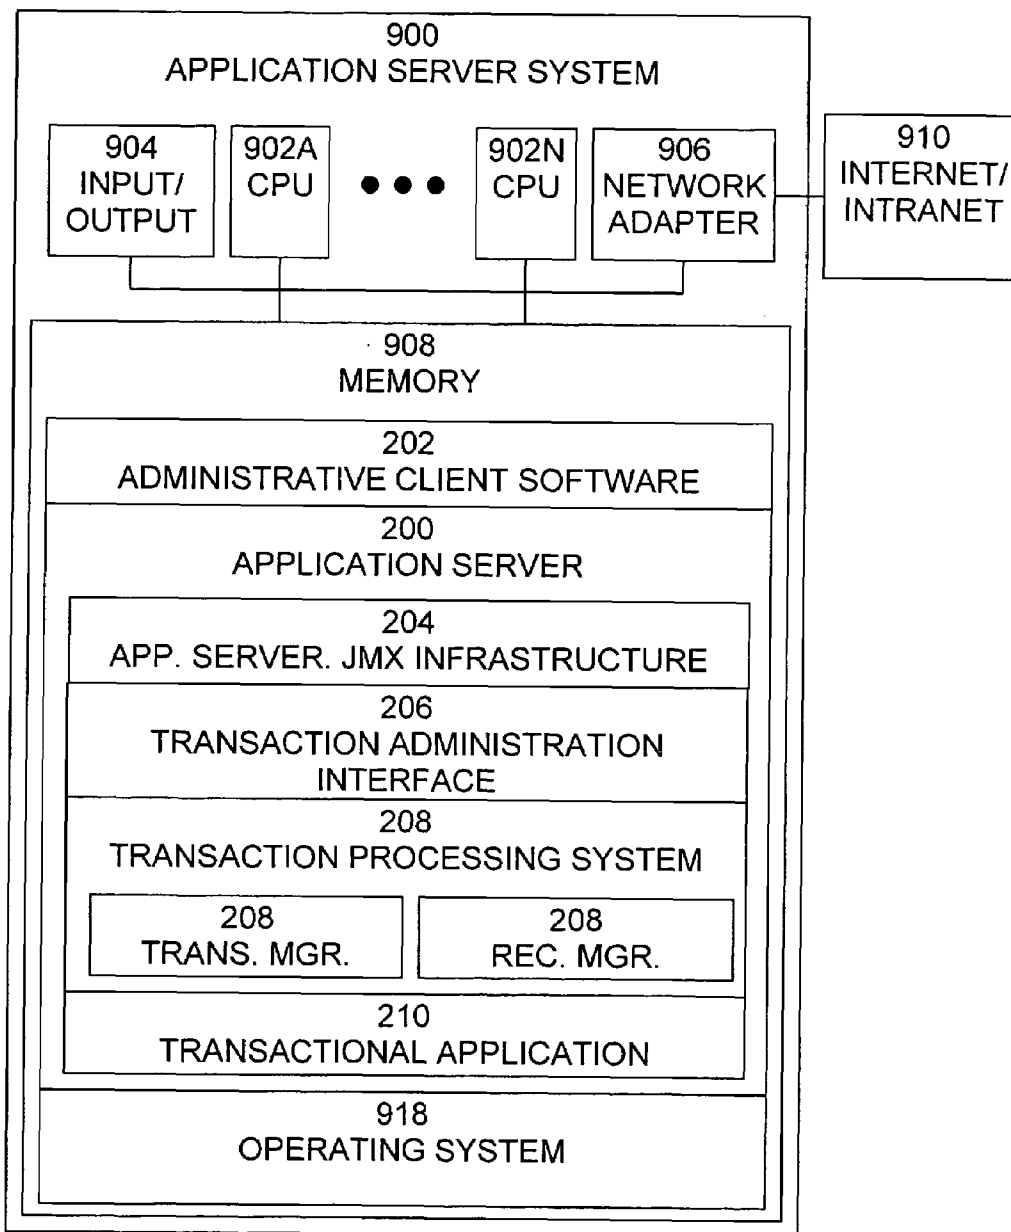 900
APPLICATION SERVER SYSTEM
904
INPUT/
OUTPUT
902A
CPU
902N
CPU
906
NETWORK
ADAPTER
910
INTERNET/
INTRANET
908
MEMORY
202
ADMINISTRATIVE CLIENT SOFTWARE
200
APPLICATION SERVER
204
APP. SERVER. JMX INFRASTRUCTURE
206
TRANSACTION ADMINISTRATION
INTERFACE
208
TRANSACTION PROCESSING SYSTEM
208
TRANS. MGR.
208
REC. MGR.
210
TRANSACTIONAL APPLICATION
918
OPERATING SYSTEM